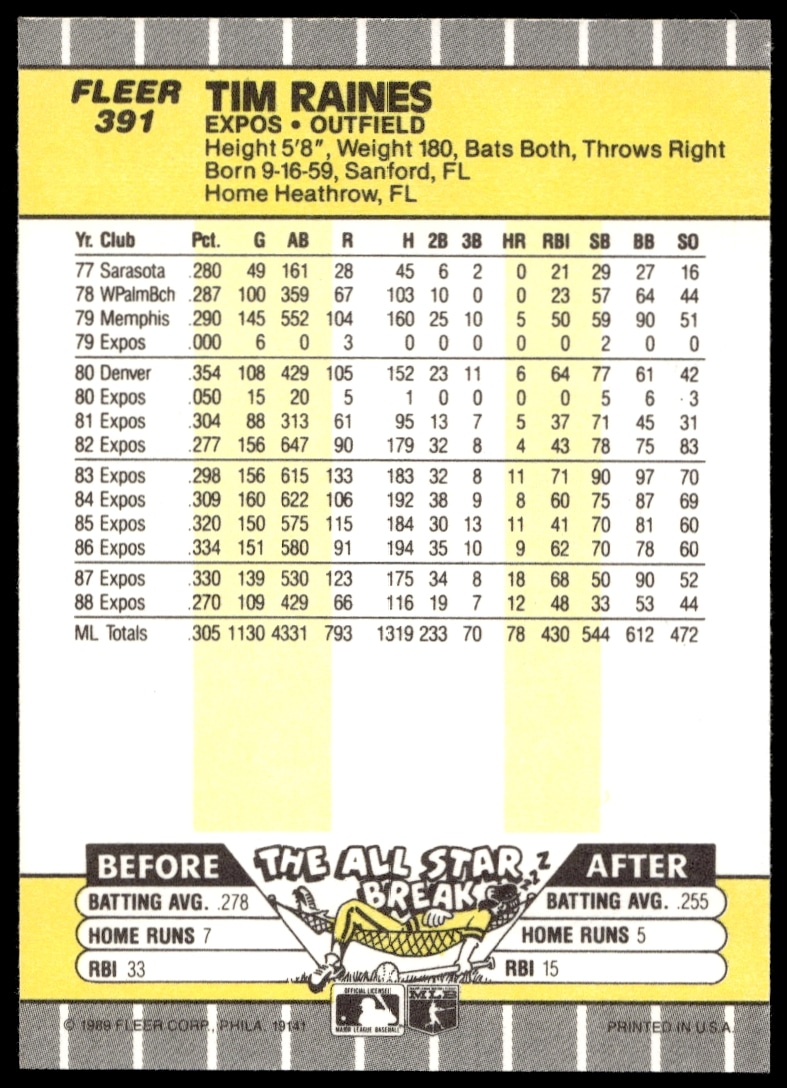 FLEER
391
TIM RAINES
EXPOS • OUTFIELD
Height 5'8", Weight 180, Bats Both, Throws Right
Born 9-16-59, Sanford, FL
Home Heathrow, FL
Yr. Club Pct. G AB R H 2B 3B HR RBI SB BB SO
77 Sarasota .280 49 161 28 45 6 2 0 21 29 27 16
78 WPalmBch .287 100 359 67 103 10 0 0 23 57 64 44
79 Memphis .290 145 552 104 160 25 10 5 50 59 90 51
79 Expos .000 6 0 3 0 0 0 0 0 2 0 0
80 Denver .354 108 429 105 152 23 11 6 64 77 61 42
80 Expos .050 15 20 5 1 0 0 0 0 5 6 3
81 Expos .304 88 313 61 95 13 7 5 37 71 45 31
82 Expos .277 156 647 90 179 32 8 4 43 78 75 83
83 Expos .298 156 615 133 183 32 8 11 71 90 97 70
84 Expos .309 160 622 106 192 38 9 8 60 75 87 69
85 Expos .320 150 575 115 184 30 13 11 41 70 81 60
86 Expos .334 151 580 91 194 35 10 9 62 70 78 60
87 Expos .330 139 530 123 175 34 8 18 68 50 90 52
88 Expos .270 109 429 66 116 19 7 12 48 33 53 44
ML Totals .305 1130 4331 793 1319 233 70 78 430 544 612 472
THE ALL STAR
BREAK
ZZZ
BEFORE
BATTING AVG. .278
HOME RUNS 7
RBI 33
AFTER
BATTING AVG. .255
HOME RUNS 5
RBI 15
OFFICIAL LICENSEE
MAJOR LEAGUE BASEBALL
MLB
© 1989 FLEER CORP., PHILA. 19141
PRINTED IN U.S.A.